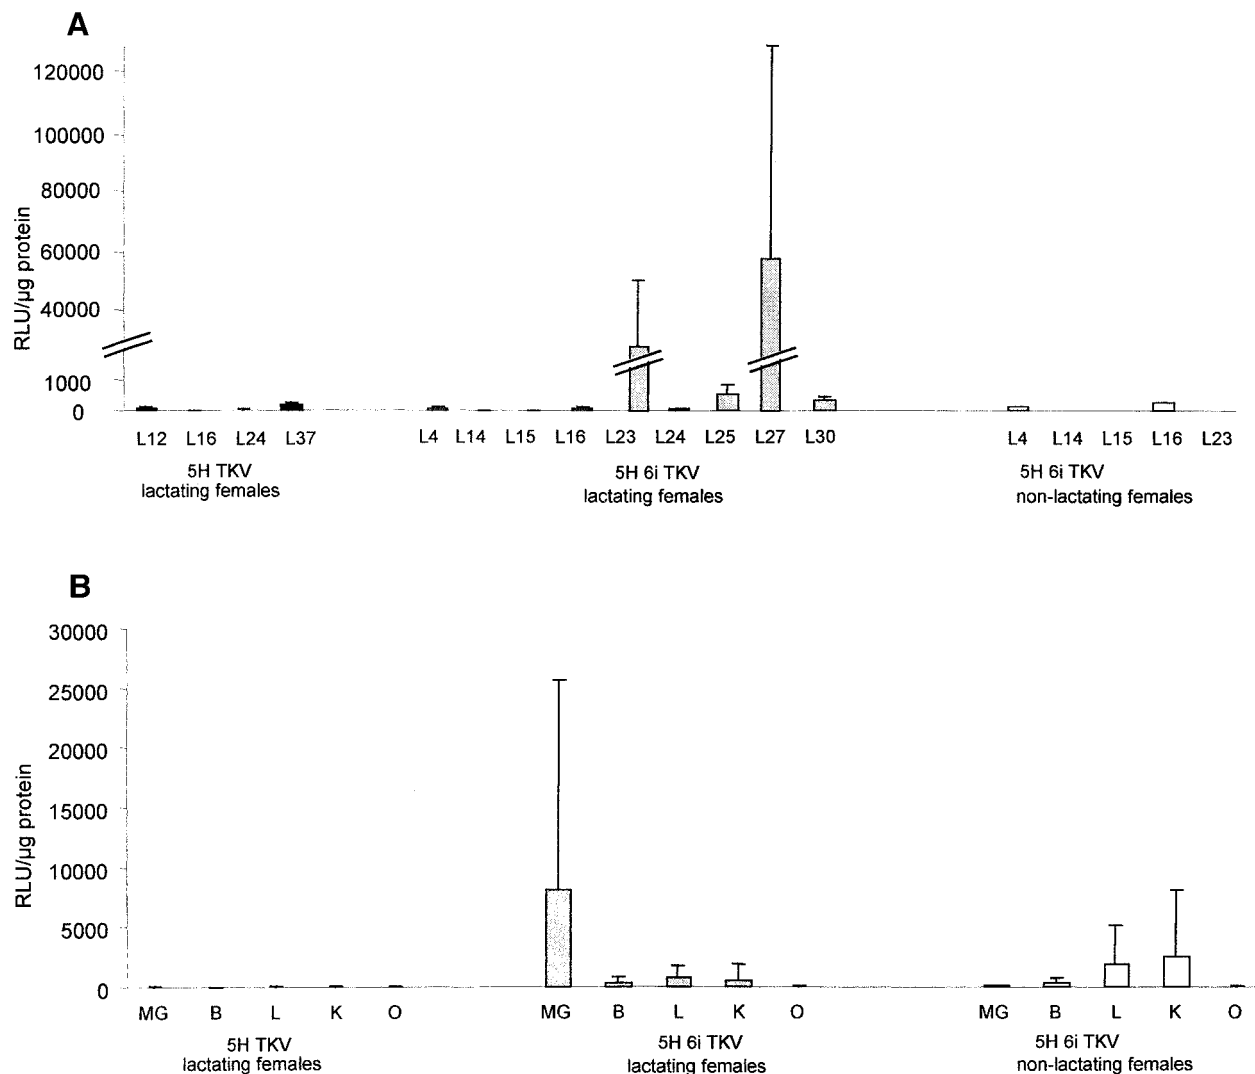 A
RLU/µg protein
120000
100000
80000
60000
40000
1000
0
L12 L16 L24 L37 L4 L14 L15 L16 L23 L24 L25 L27 L30 L4 L14 L15 L16 L23
5H TKV 5H 6i TKV 5H 6i TKV
lactating females lactating females non-lactating females
B
RLU/µg protein
30000
25000
20000
15000
10000
5000
0
MG B L K O MG B L K O MG B L K O
5H TKV 5H 6i TKV 5H 6i TKV
lactating females lactating females non-lactating females